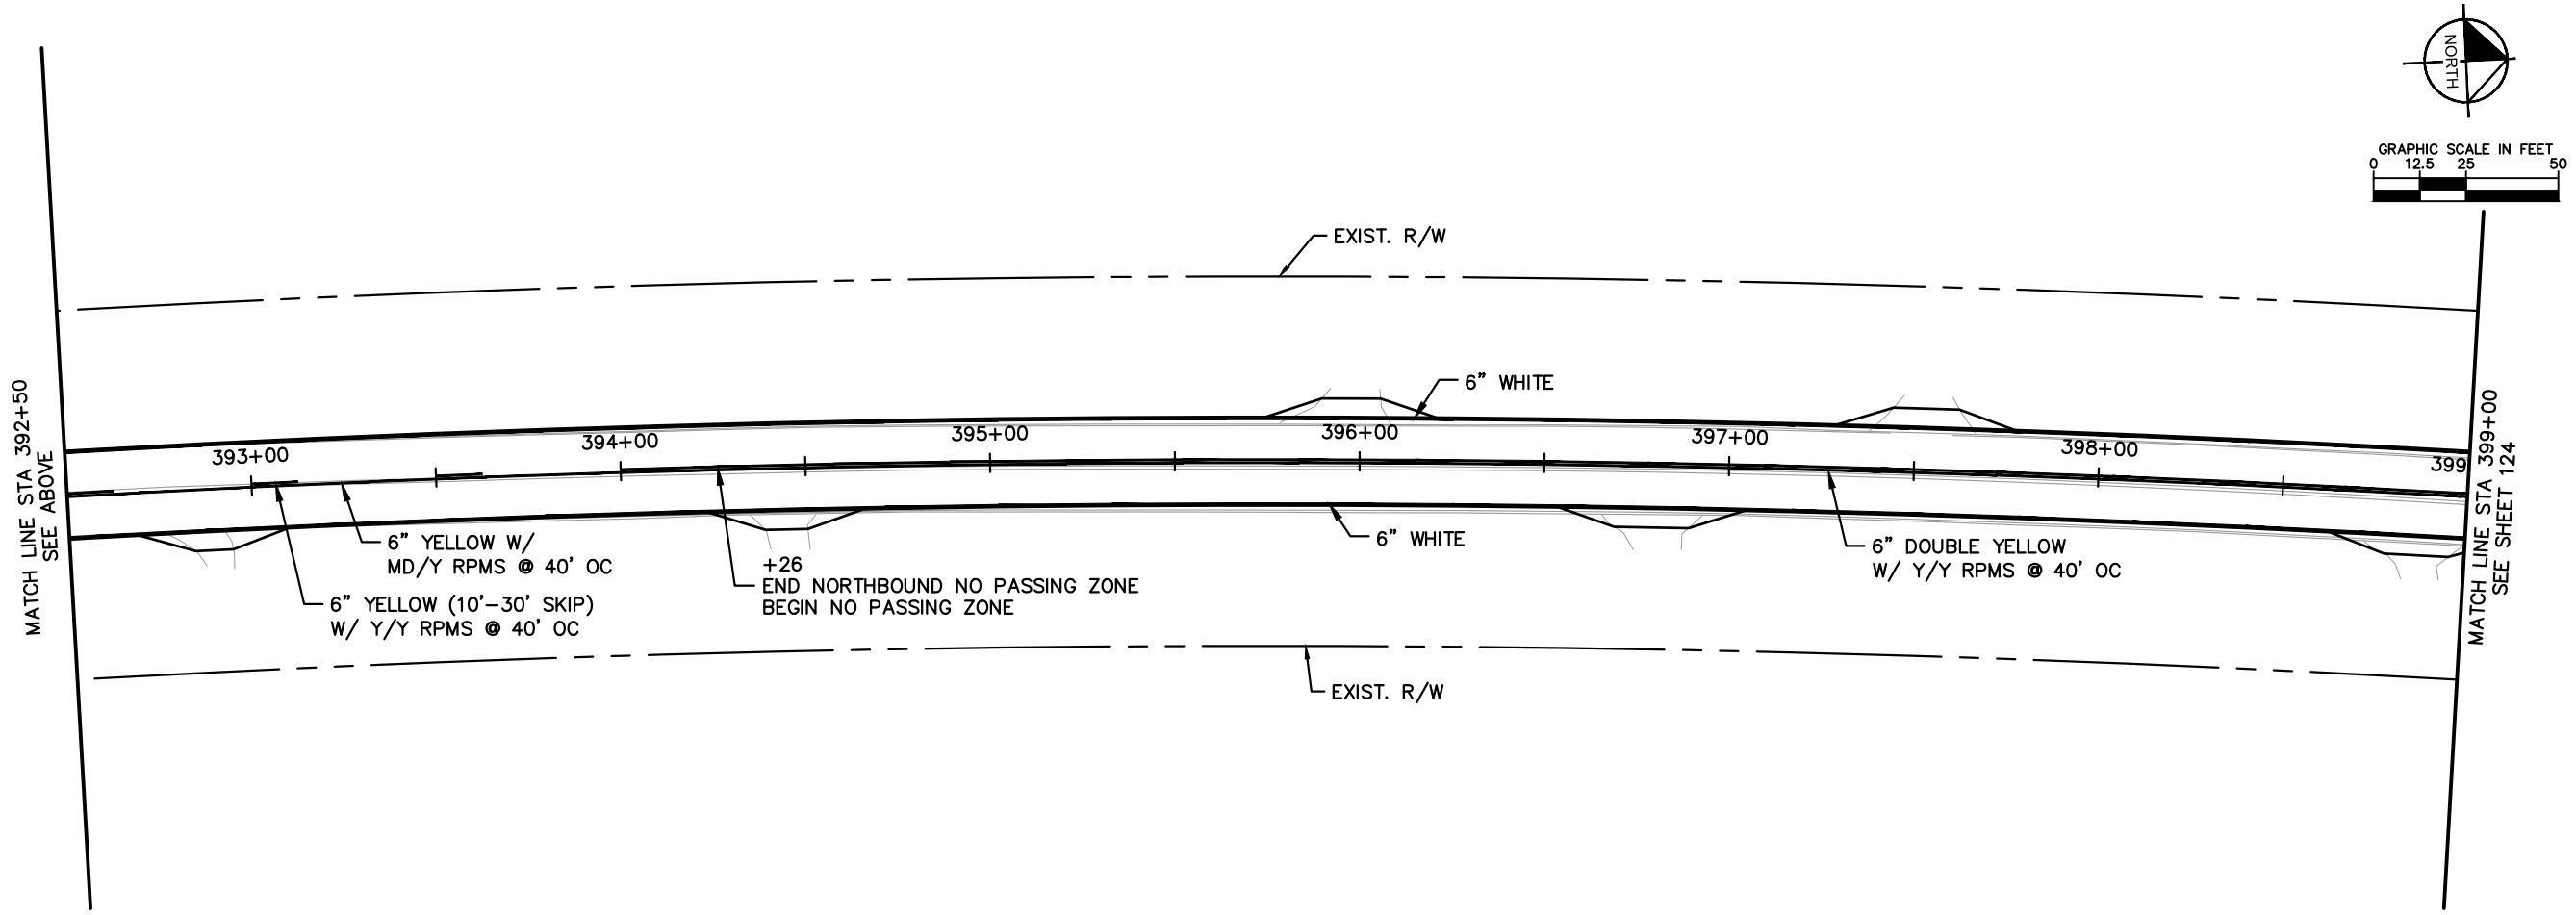 NORTH
GRAPHIC SCALE IN FEET
0 12.5 25 50
EXIST. R/W
6" WHITE
MATCH LINE STA 392+50
SEE ABOVE
393+00
394+00
395+00
396+00
397+00
398+00
399
MATCH LINE STA 399+00
SEE SHEET 124
6" YELLOW W/
MD/Y RPMS @ 40' OC
6" YELLOW (10'-30' SKIP)
W/ Y/Y RPMS @ 40' OC
+26
END NORTHBOUND NO PASSING ZONE
BEGIN NO PASSING ZONE
6" WHITE
6" DOUBLE YELLOW
W/ Y/Y RPMS @ 40' OC
EXIST. R/W